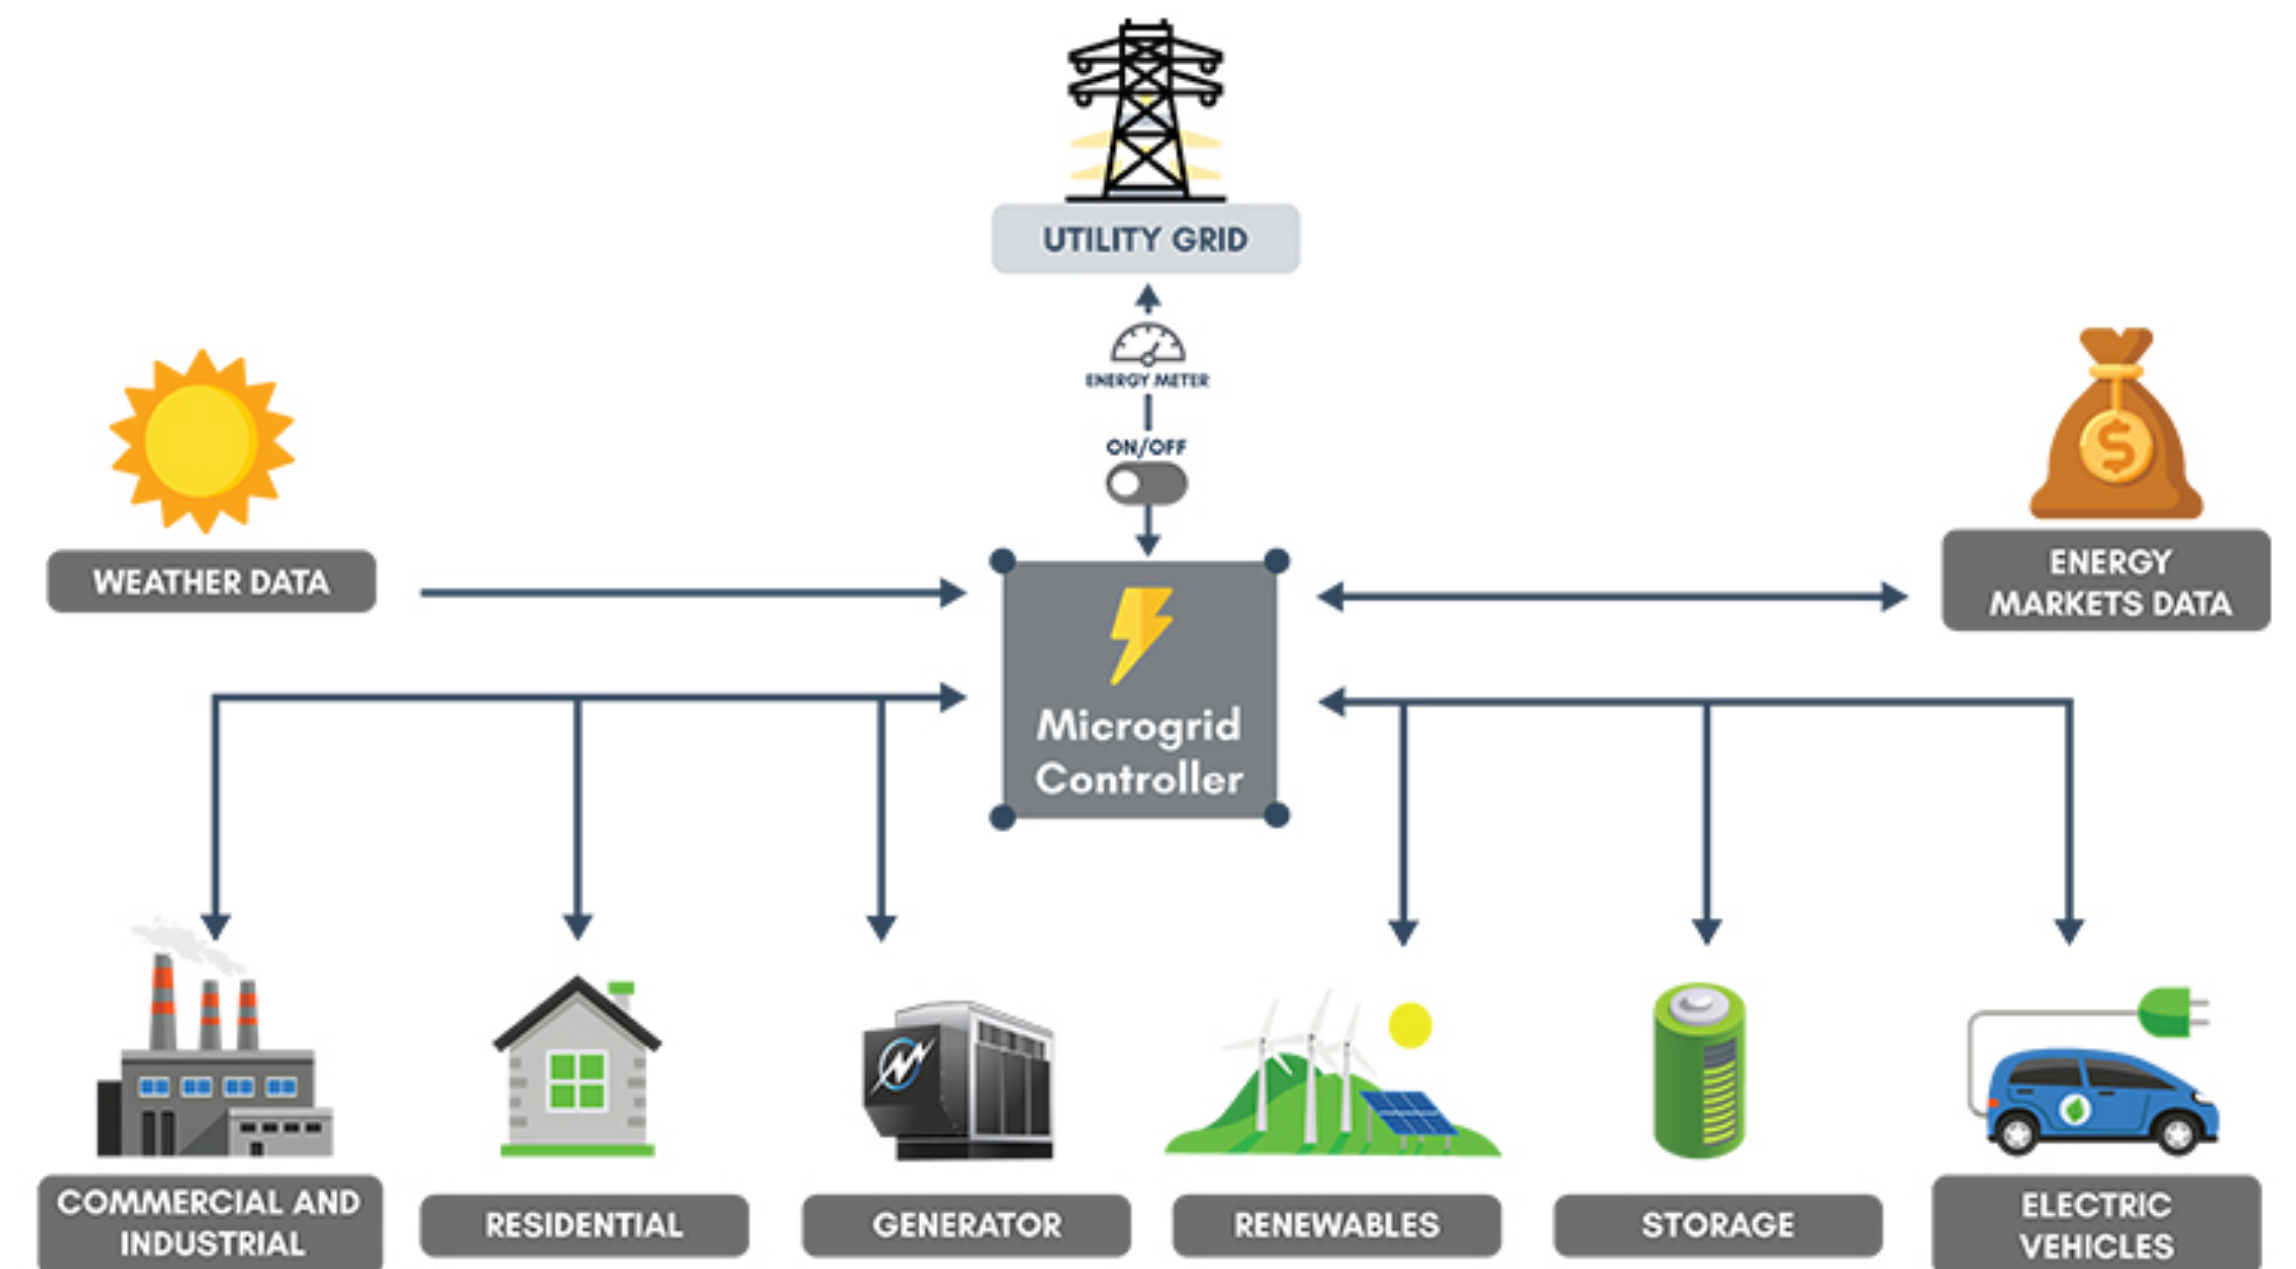 UTILITY GRID
ENERGY METER
ON/OFF
WEATHER DATA
ENERGY
MARKETS DATA
$
Microgrid
Controller
COMMERCIAL AND
INDUSTRIAL
RESIDENTIAL
GENERATOR
RENEWABLES
STORAGE
ELECTRIC
VEHICLES